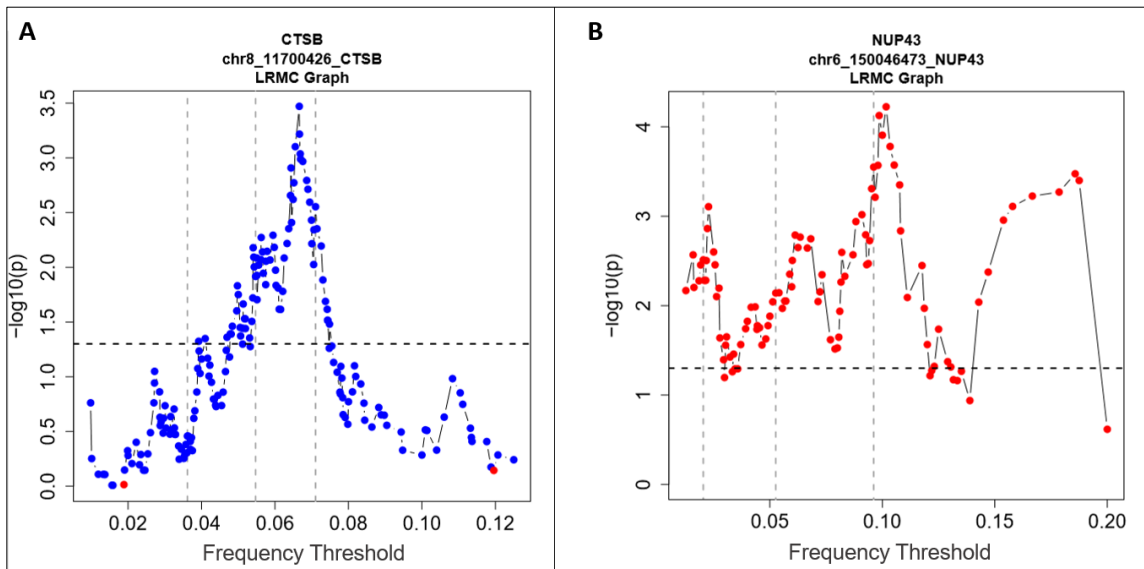 A
CTSB
chr8_11700426_CTSB
LRMC Graph
−log10(p)
3.5
3.0
2.5
2.0
1.5
1.0
0.5
0.0
0.02 0.04 0.06 0.08 0.10 0.12
Frequency Threshold
B
NUP43
chr6_150046473_NUP43
LRMC Graph
−log10(p)
4
3
2
1
0
0.05 0.10 0.15 0.20
Frequency Threshold